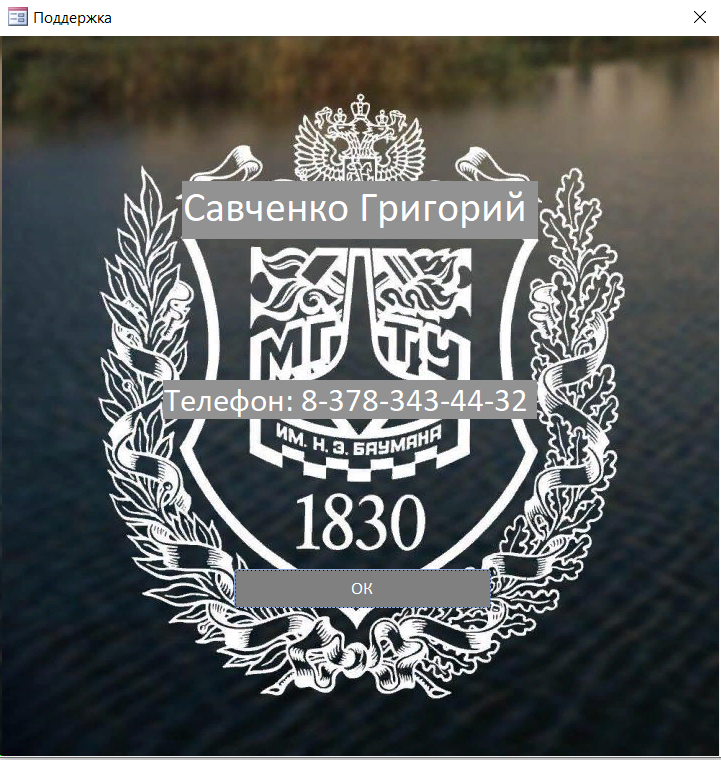 Поддержка
Савченко Григорий
МГТУ
Телефон: 8-378-343-44-32
ИМ. Н. Э. БАУМАНА
1830
ОК